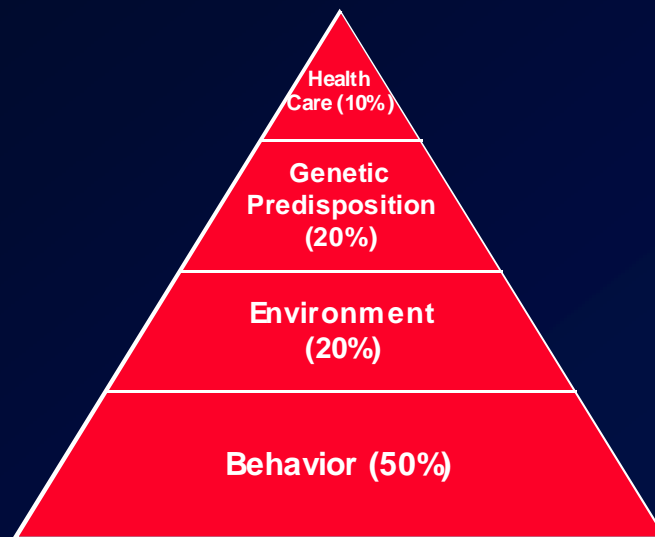 Health
Care (10%)
Genetic
Predisposition
(20%)
Environment
(20%)
Behavior (50%)